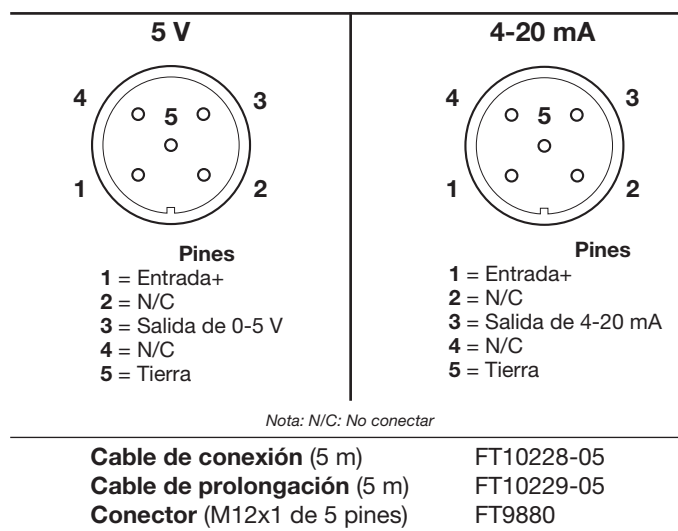 5 V
4
5
3
1
2
Pines
1 = Entrada+
2 = N/C
3 = Salida de 0-5 V
4 = N/C
5 = Tierra
4-20 mA
4
5
3
1
2
Pines
1 = Entrada+
2 = N/C
3 = Salida de 4-20 mA
4 = N/C
5 = Tierra
Nota: N/C: No conectar
Cable de conexión (5 m) FT10228-05
Cable de prolongación (5 m) FT10229-05
Conector (M12x1 de 5 pines) FT9880